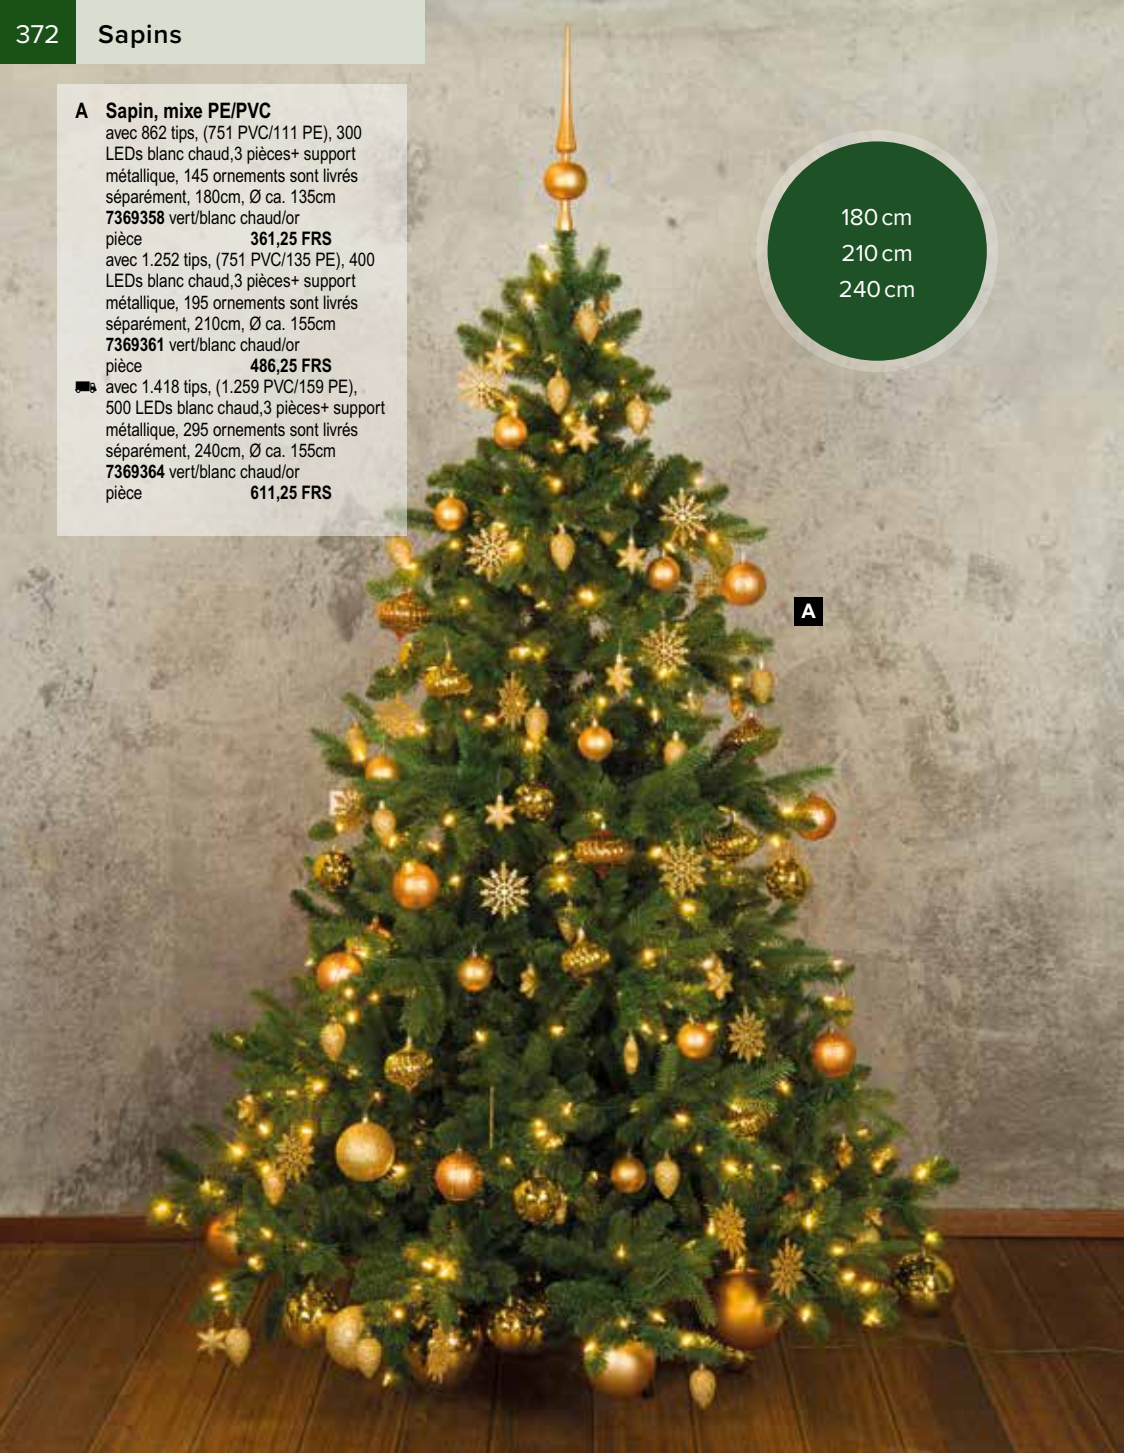 372 Sapins
A Sapin, mixe PE/PVC
avec 862 tips, (751 PVC/111 PE), 300
LEDs blanc chaud,3 pièces+ support
métallique, 145 ornements sont livrés
séparément, 180cm, Ø ca. 135cm
7369358 vert/blanc chaud/or
pièce 361,25 FRS
avec 1.252 tips, (751 PVC/135 PE), 400
LEDs blanc chaud,3 pièces+ support
métallique, 195 ornements sont livrés
séparément, 210cm, Ø ca. 155cm
7369361 vert/blanc chaud/or
pièce 486,25 FRS
avec 1.418 tips, (1.259 PVC/159 PE),
500 LEDs blanc chaud,3 pièces+ support
métallique, 295 ornements sont livrés
séparément, 240cm, Ø ca. 155cm
7369364 vert/blanc chaud/or
pièce 611,25 FRS
180 cm
210 cm
240 cm
A